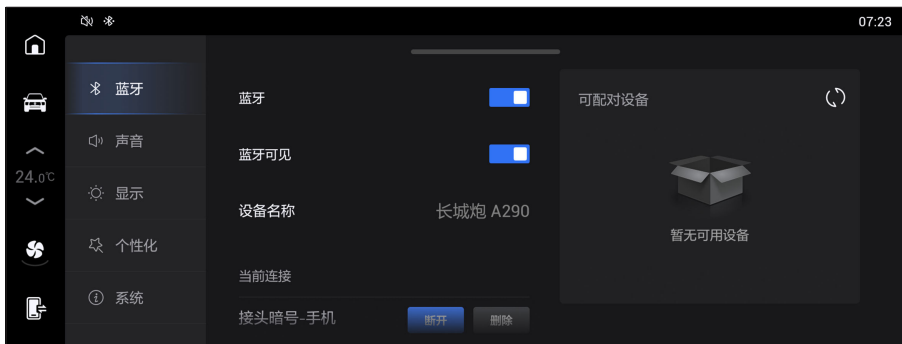 07:23
24.0℃
蓝牙
声音
显示
个性化
系统
蓝牙
蓝牙可见
设备名称
长城炮 A290
当前连接
接头暗号-手机
断开
删除
可配对设备
暂无可用设备